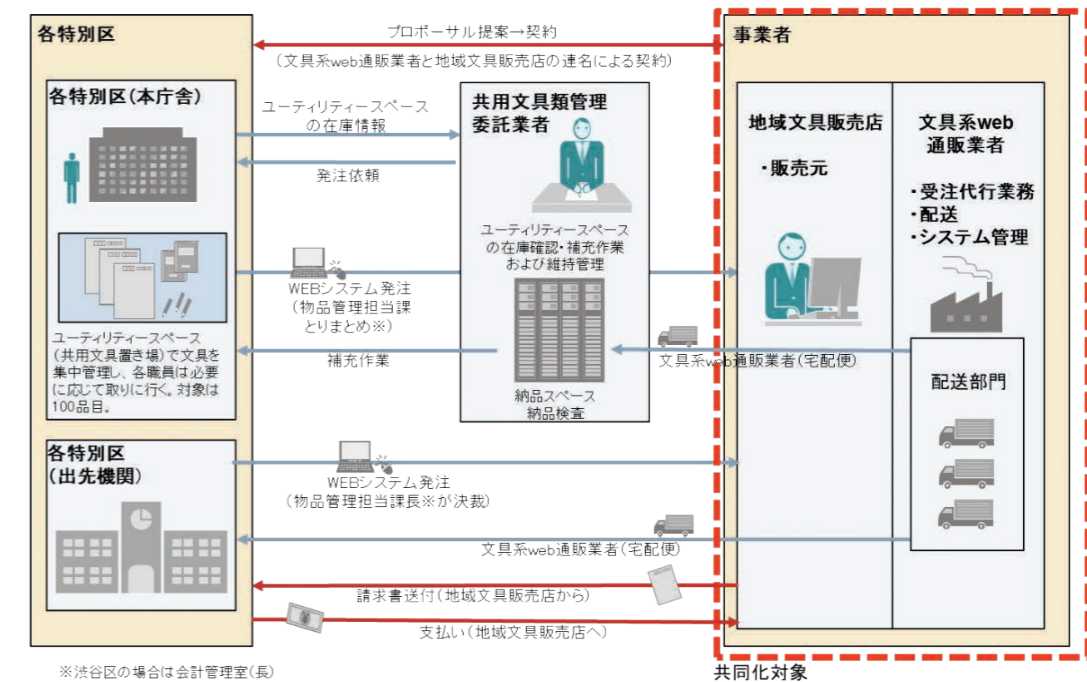 各特別区
プロポーサル提案→契約
(文具系web通販業者と地域文具販売店の連名による契約)
事業者
各特別区(本庁舎)
ユーティリティースペース
の在庫情報
発注依頼
共用文具類管理
委託業者
ユーティリティースペース
の在庫確認・補充作業
および維持管理
地域文具販売店
・販売元
文具系web
通販業者
・受注代行業務
・配送
・システム管理
WEBシステム発注
(物品管理担当課
とりまとめ※)
ユーティリティースペース
(共用文具置き場)で文具を
集中管理し、各職員は必要
に応じて取りに行く。対象は
100品目。
補充作業
文具系web通販業者(宅配便)
納品スペース
納品検査
配送部門
各特別区
(出先機関)
WEBシステム発注
(物品管理担当課長※が決裁)
文具系web通販業者(宅配便)
請求書送付(地域文具販売店から)
支払い(地域文具販売店へ)
※渋谷区の場合は会計管理室(長)
共同化対象